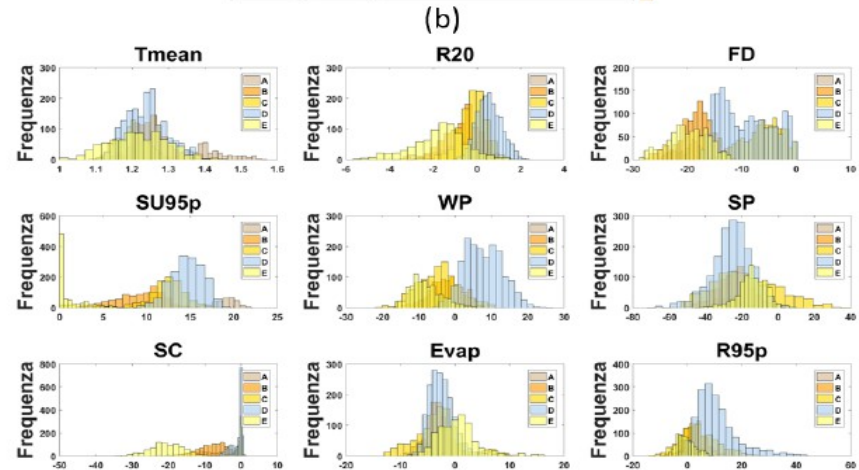 (b)
Tmean R20 FD
Frequenza 300 200 100 0 1 1.1 1.2 1.3 1.4 1.5 1.6 A B C D E
Frequenza 300 200 100 0 -6 -4 -2 0 2 4 A B C D E
Frequenza 200 150 100 50 0 -30 -20 -10 0 10 A B C D E
SU95p WP SP
Frequenza 600 400 200 0 0 5 10 15 20 25 A B C D E
Frequenza 300 200 100 0 -30 -20 -10 0 10 20 30 A B C D E
Frequenza 300 200 100 0 -80 -60 -40 -20 0 20 40 A B C D E
SC Evap R95p
Frequenza 800 600 400 200 0 -50 -40 -30 -20 -10 0 10 A B C D E
Frequenza 300 200 100 0 -20 -10 0 10 20 A B C D E
Frequenza 400 300 200 100 0 -20 0 20 40 60 A B C D E